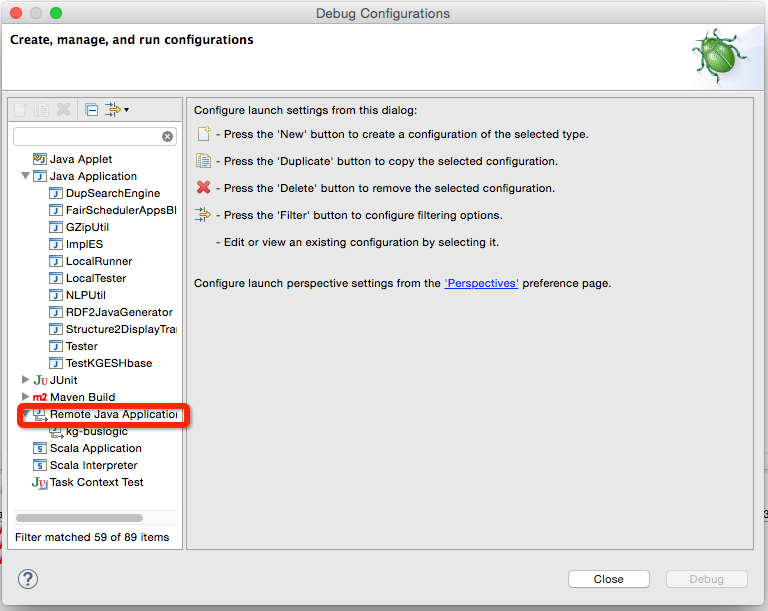 Debug Configurations
Create, manage, and run configurations
Java Applet
Java Application
DupSearchEngine
FairSchedulerAppsBl
GZipUtil
ImplES
LocalRunner
LocalTester
NLPUtil
RDF2JavaGenerator
Structure2DisplayTra
Tester
TestKGESHbase
JUnit
m2 Maven Build
Remote Java Application
kg-buslogic
Scala Application
Scala Interpreter
Task Context Test
Filter matched 59 of 89 items
Configure launch settings from this dialog:
- Press the 'New' button to create a configuration of the selected type.
- Press the 'Duplicate' button to copy the selected configuration.
- Press the 'Delete' button to remove the selected configuration.
- Press the 'Filter' button to configure filtering options.
- Edit or view an existing configuration by selecting it.
Configure launch perspective settings from the 'Perspectives' preference page.
?
Close
Debug